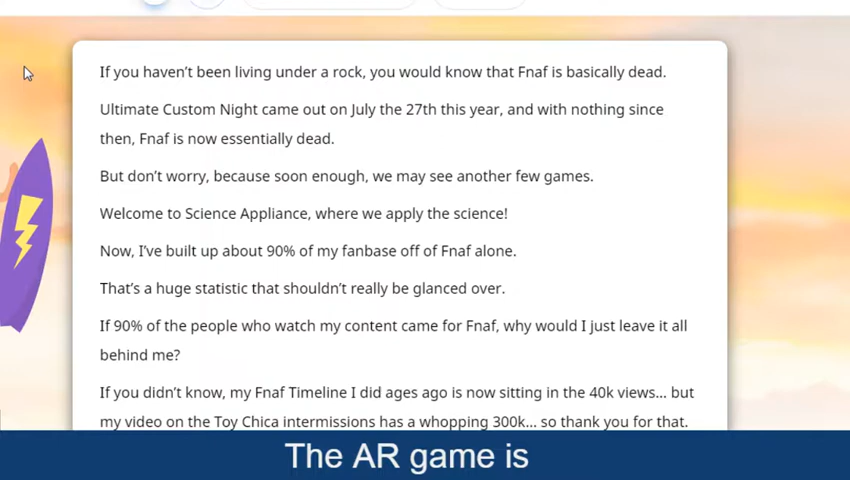 If you haven’t been living under a rock, you would know that Fnaf is basically dead.
Ultimate Custom Night came out on July the 27th this year, and with nothing since
then, Fnaf is now essentially dead.
But don’t worry, because soon enough, we may see another few games.
Welcome to Science Appliance, where we apply the science!
Now, I’ve built up about 90% of my fanbase off of Fnaf alone.
That’s a huge statistic that shouldn’t really be glanced over.
If 90% of the people who watch my content came for Fnaf, why would I just leave it all
behind me?
If you didn’t know, my Fnaf Timeline I did ages ago is now sitting in the 40k views... but
my video on the Toy Chica intermissions has a whopping 300k... so thank you for that.
The AR game is